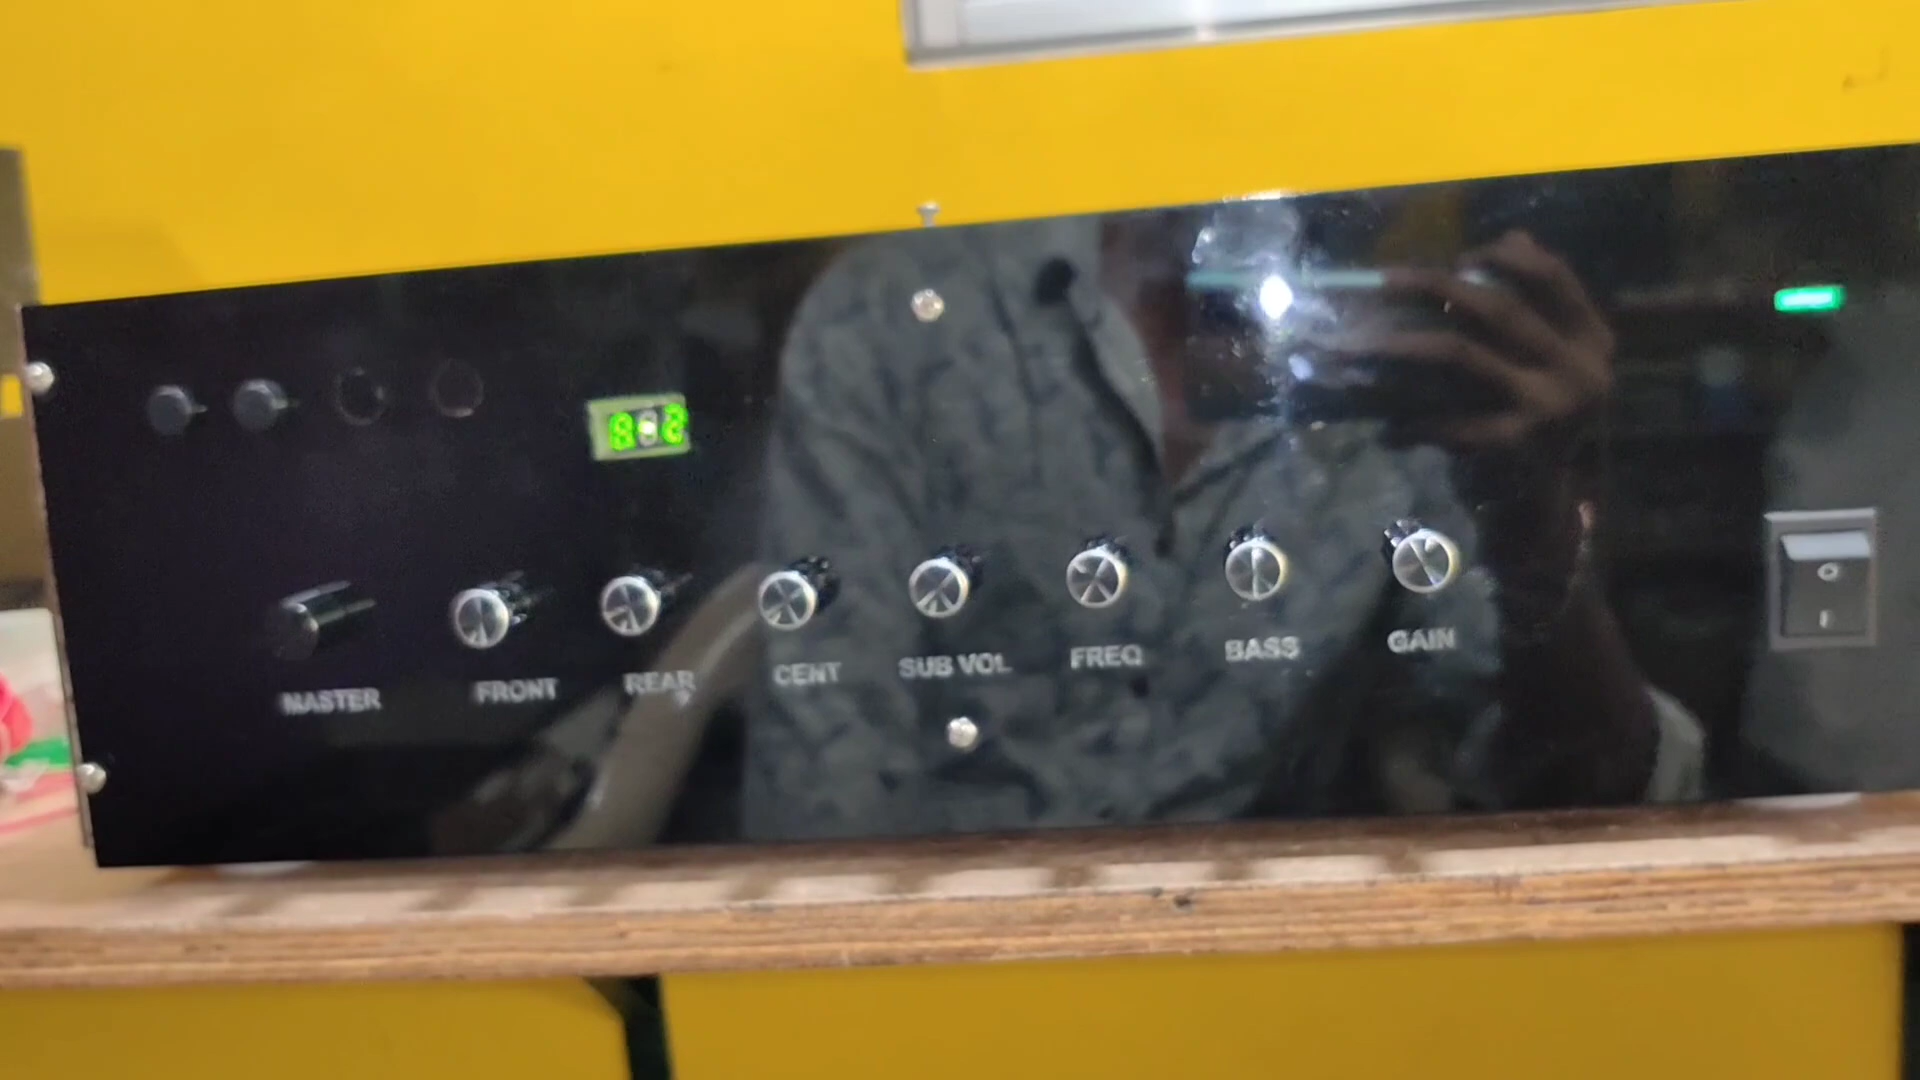 MASTER
FRONT
REAR
CENT
SUB VOL
FREQ
BASS
GAIN